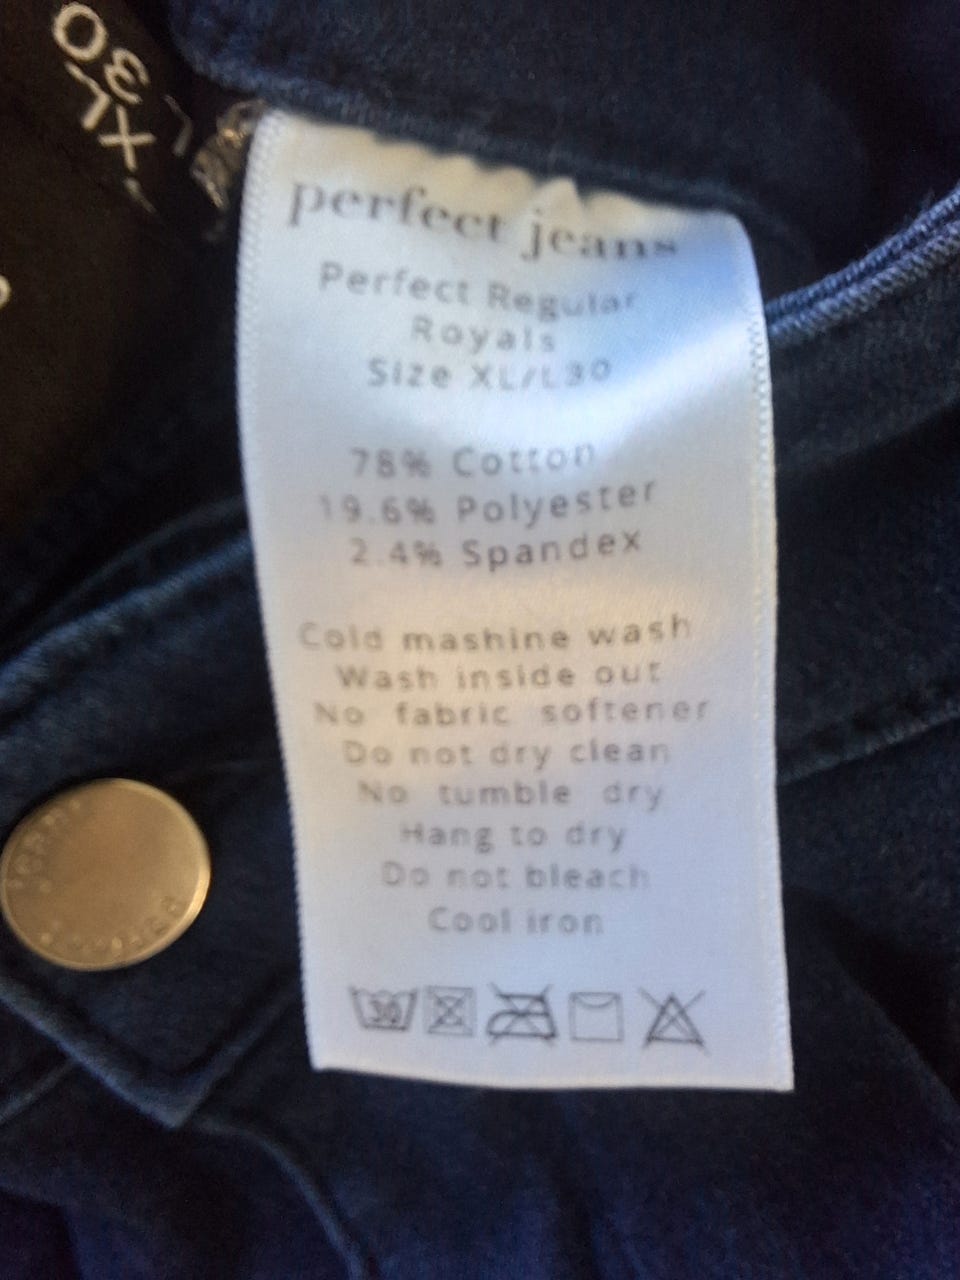 XL/
30
perfect jeans
Perfect Regular
Royals
Size XL/L30
78% Cotton
19.6% Polyester
2.4% Spandex
Cold mashine wash
Wash inside out
No fabric softener
Do not dry clean
No tumble dry
Hang to dry
Do not bleach
Cool iron
30